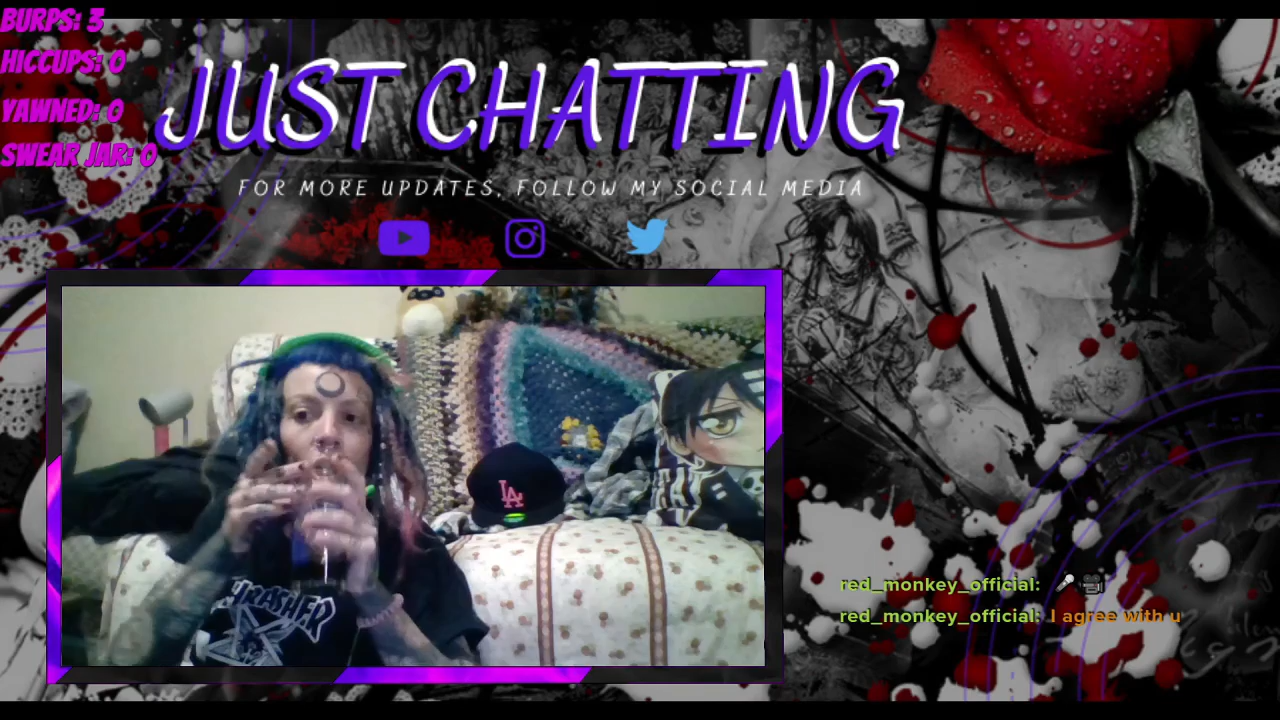 BURPS: 3
HICCUPS: 0
YAWNED: 0
SWEAR JAR: 0
JUST CHATTING
FOR MORE UPDATES, FOLLOW MY SOCIAL MEDIA
LA
THRASHER
red_monkey_official:
red_monkey_official: I agree with u